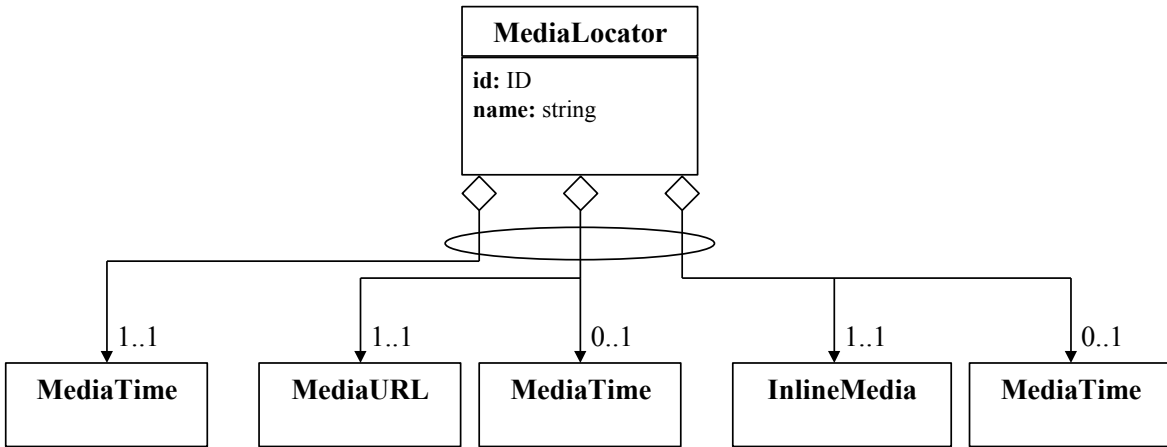 MediaLocator
id: ID
name: string
1..1
1..1
0..1
1..1
0..1
MediaTime
MediaURL
MediaTime
InlineMedia
MediaTime